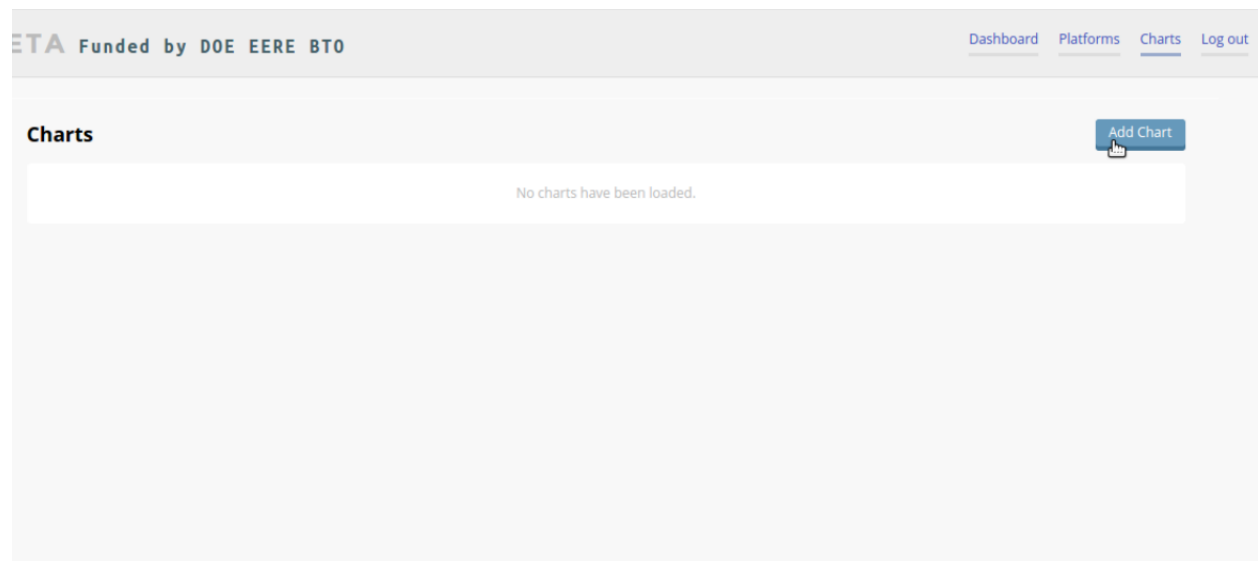 ETA Funded by DOE EERE BTO
Dashboard Platforms Charts Log out
Charts
Add Chart
No charts have been loaded.